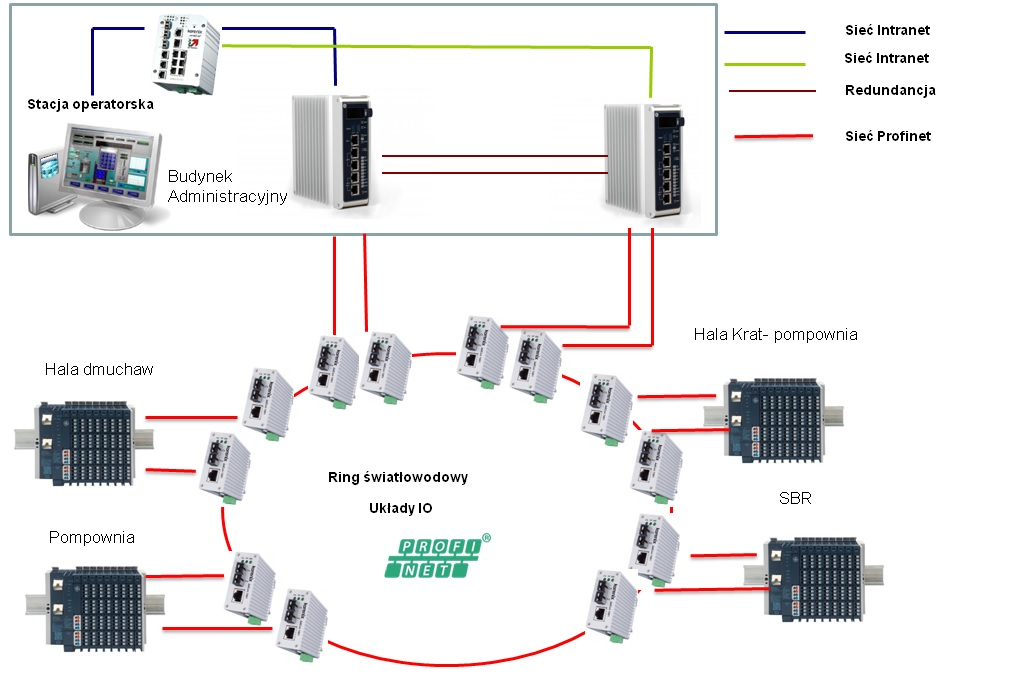 Sieć Intranet
Sieć Intranet
Redundancja
Sieć Profinet
Stacja operatorska
Budynek
Administracyjny
Hala Krat- pompownia
Hala dmuchaw
Ring światłowodowy
Układy IO
SBR
Pompownia
PROFI
NET®